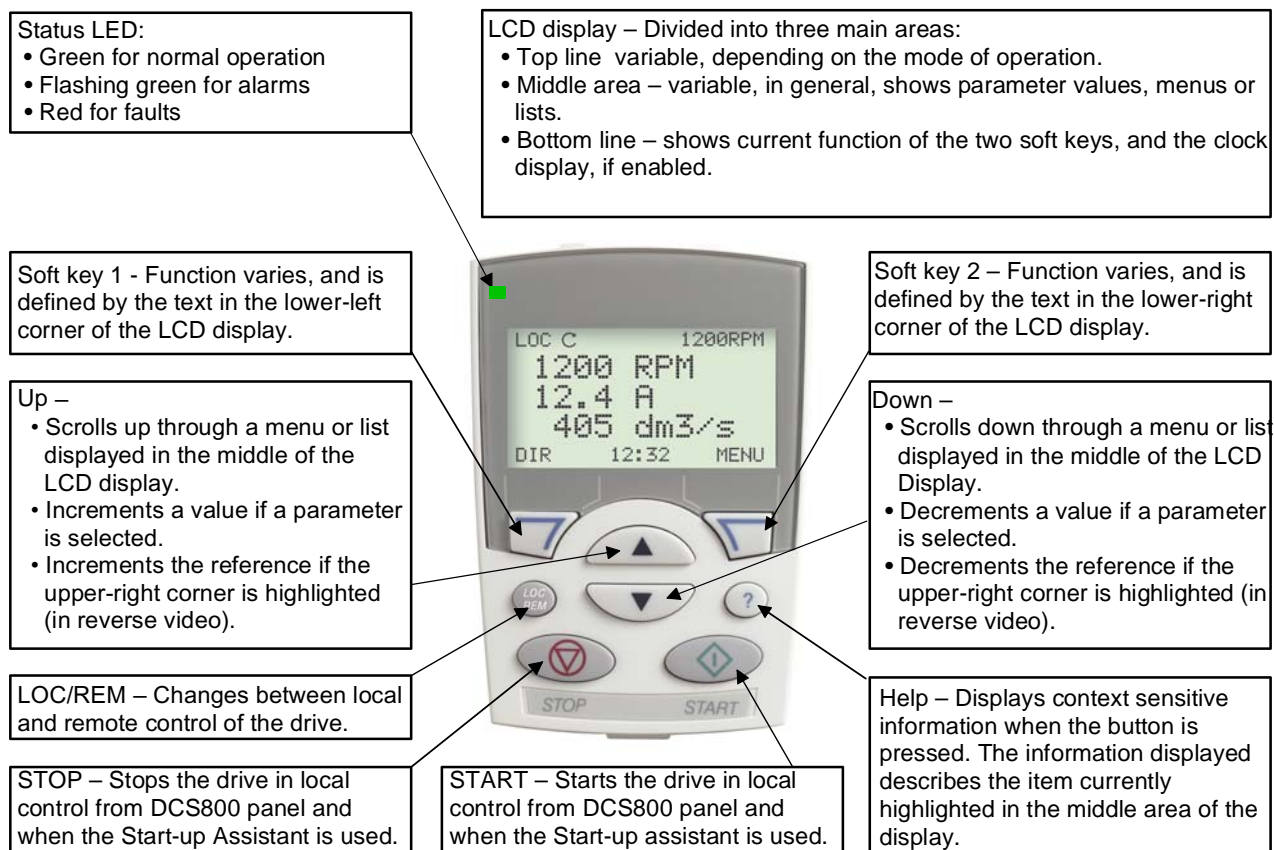 Status LED:
• Green for normal operation
• Flashing green for alarms
• Red for faults
LCD display – Divided into three main areas:
• Top line variable, depending on the mode of operation.
• Middle area – variable, in general, shows parameter values, menus or
lists.
• Bottom line – shows current function of the two soft keys, and the clock
display, if enabled.
Soft key 1 - Function varies, and is
defined by the text in the lower-left
corner of the LCD display.
Soft key 2 – Function varies, and is
defined by the text in the lower-right
corner of the LCD display.
Up –
• Scrolls up through a menu or list
displayed in the middle of the
LCD display.
• Increments a value if a parameter
is selected.
• Increments the reference if the
upper-right corner is highlighted
(in reverse video).
LOC C 1200RPM
1200 RPM
12.4 A
405 dm3/s
DIR 12:32 MENU
Down –
• Scrolls down through a menu or list
displayed in the middle of the LCD
Display.
• Decrements a value if a parameter
is selected.
• Decrements the reference if the
upper-right corner is highlighted (in
reverse video).
LOC
REM
?
STOP START
LOC/REM – Changes between local
and remote control of the drive.
Help – Displays context sensitive
information when the button is
pressed. The information displayed
describes the item currently
highlighted in the middle area of the
display.
STOP – Stops the drive in local
control from DCS800 panel and
when the Start-up Assistant is used.
START – Starts the drive in local
control from DCS800 panel and
when the Start-up assistant is used.